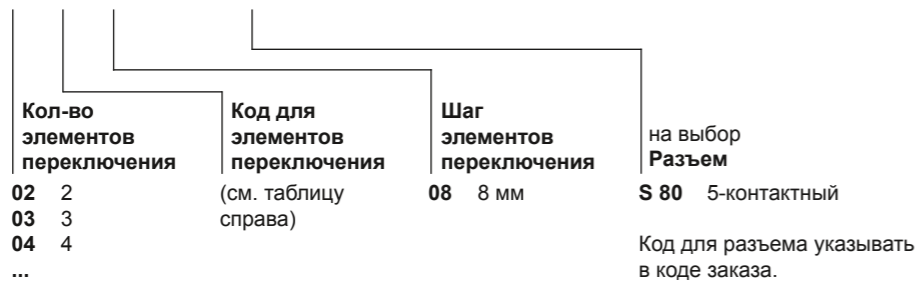 Кол-во
элементов
переключения
02 2
03 3
04 4
...
Код для
элементов
переключения
(см. таблицу
справа)
Шаг
элементов
переключения
08 8 мм
на выбор
Разъем
S 80 5-контактный
Код для разъема указывать
в коде заказа.